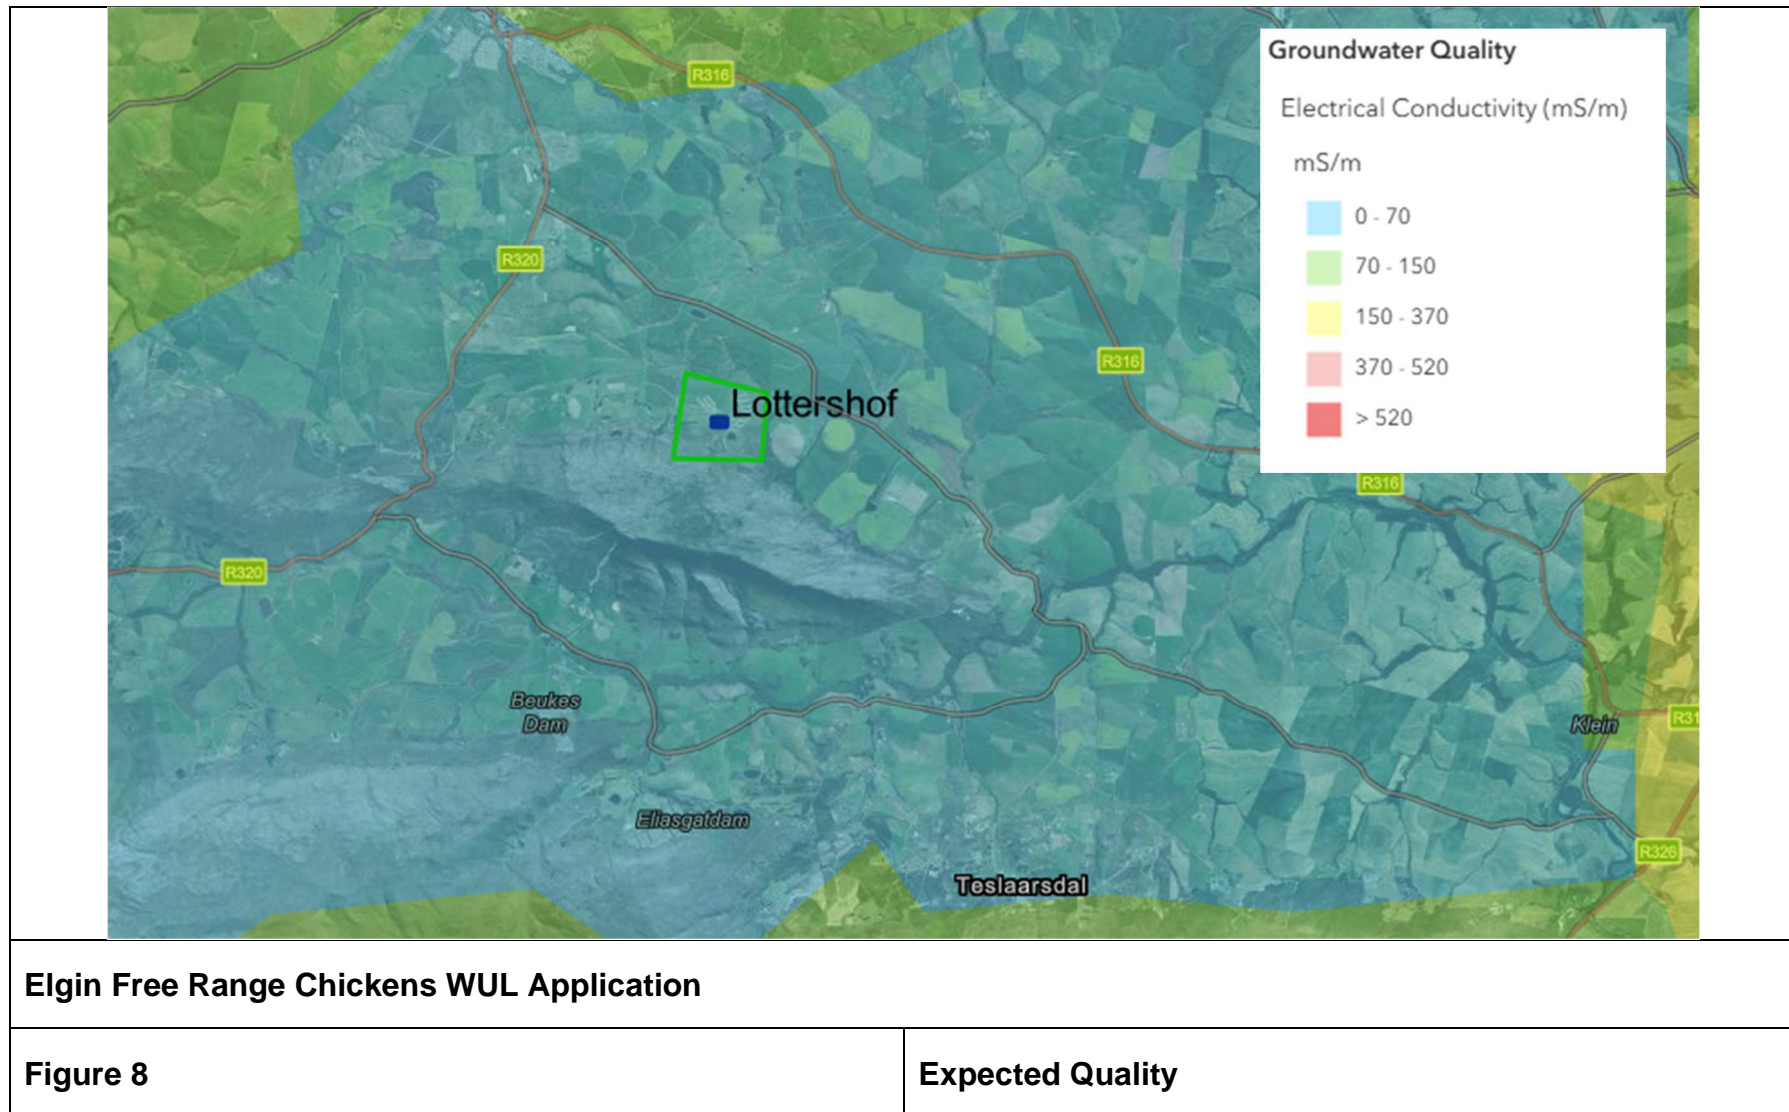 R316
Groundwater Quality
Electrical Conductivity (mS/m)
mS/m
0 - 70
70 - 150
150 - 370
370 - 520
> 520
R320
R316
Lottershof
R316
R320
Beukes
Dam
Klein
R31
Eliasgatdam
R326
Teslaarsdal
Elgin Free Range Chickens WUL Application
Figure 8
Expected Quality